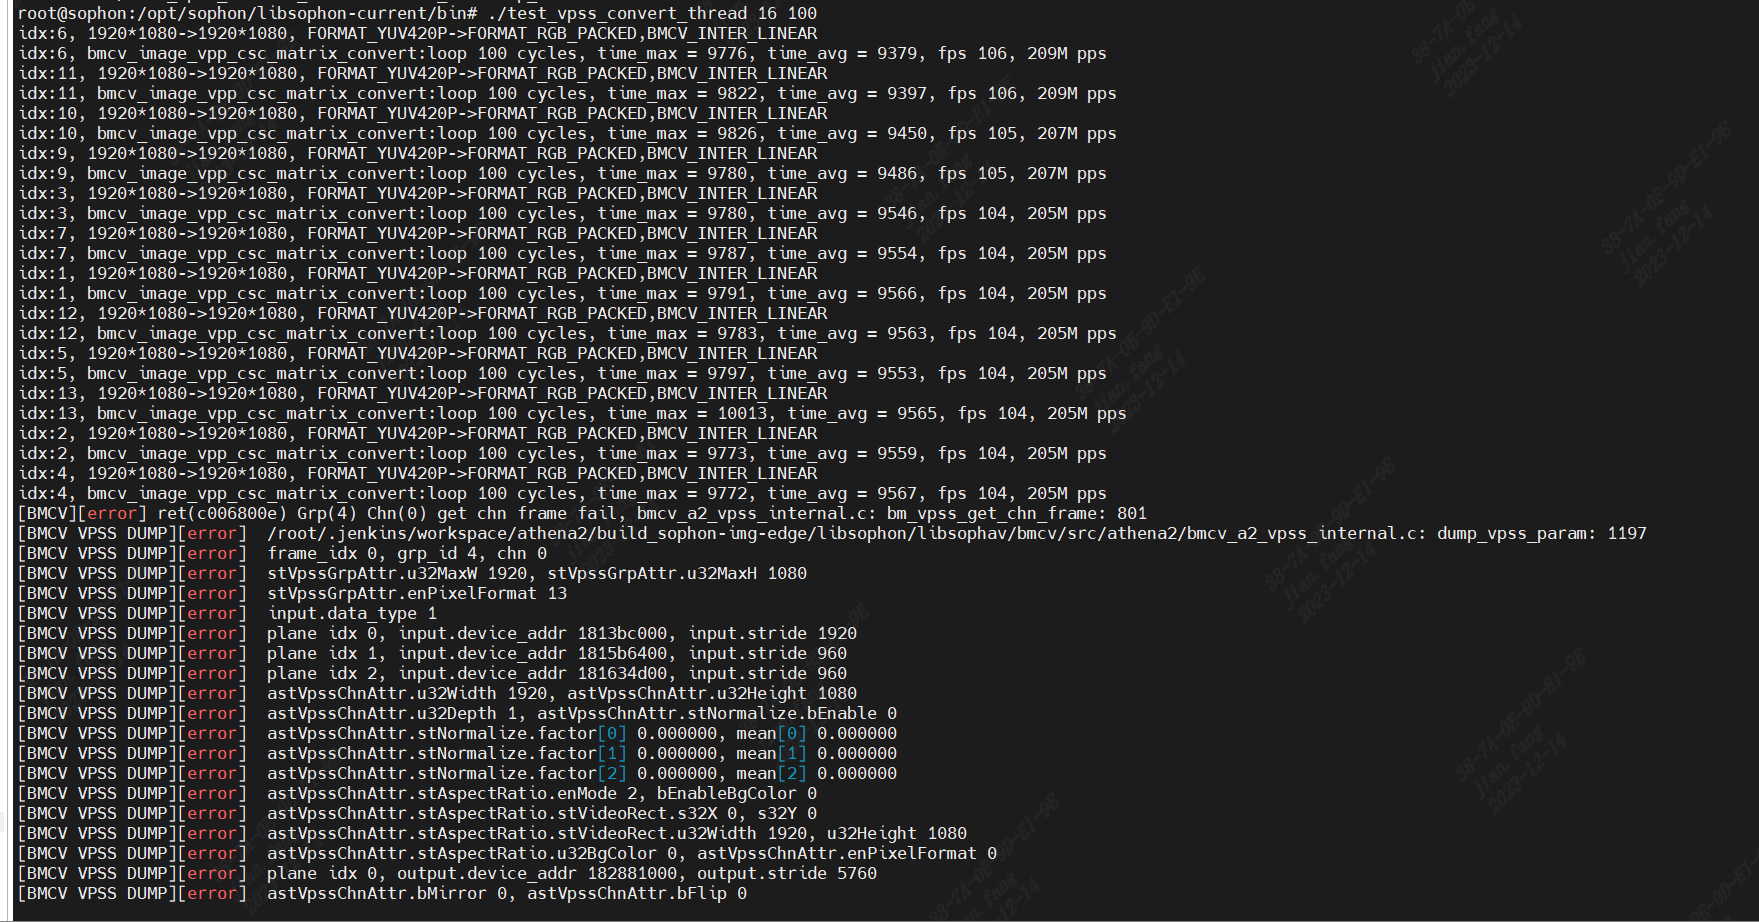 root@sophon:/opt/sophon/libsophon-current/bin# ./test_vpss_convert_thread 16 100
idx:6, 1920*1080->1920*1080, FORMAT_YUV420P->FORMAT_RGB_PACKED,BMCV_INTER_LINEAR
idx:6, bmcv_image_vpp_csc_matrix_convert:loop 100 cycles, time_max = 9776, time_avg = 9379, fps 106, 209M pps
idx:11, 1920*1080->1920*1080, FORMAT_YUV420P->FORMAT_RGB_PACKED,BMCV_INTER_LINEAR
idx:11, bmcv_image_vpp_csc_matrix_convert:loop 100 cycles, time_max = 9822, time_avg = 9397, fps 106, 209M pps
idx:10, 1920*1080->1920*1080, FORMAT_YUV420P->FORMAT_RGB_PACKED,BMCV_INTER_LINEAR
idx:10, bmcv_image_vpp_csc_matrix_convert:loop 100 cycles, time_max = 9826, time_avg = 9450, fps 105, 207M pps
idx:9, 1920*1080->1920*1080, FORMAT_YUV420P->FORMAT_RGB_PACKED,BMCV_INTER_LINEAR
idx:9, bmcv_image_vpp_csc_matrix_convert:loop 100 cycles, time_max = 9780, time_avg = 9486, fps 105, 207M pps
idx:3, 1920*1080->1920*1080, FORMAT_YUV420P->FORMAT_RGB_PACKED,BMCV_INTER_LINEAR
idx:3, bmcv_image_vpp_csc_matrix_convert:loop 100 cycles, time_max = 9780, time_avg = 9546, fps 104, 205M pps
idx:7, 1920*1080->1920*1080, FORMAT_YUV420P->FORMAT_RGB_PACKED,BMCV_INTER_LINEAR
idx:7, bmcv_image_vpp_csc_matrix_convert:loop 100 cycles, time_max = 9787, time_avg = 9554, fps 104, 205M pps
idx:1, 1920*1080->1920*1080, FORMAT_YUV420P->FORMAT_RGB_PACKED,BMCV_INTER_LINEAR
idx:1, bmcv_image_vpp_csc_matrix_convert:loop 100 cycles, time_max = 9791, time_avg = 9566, fps 104, 205M pps
idx:12, 1920*1080->1920*1080, FORMAT_YUV420P->FORMAT_RGB_PACKED,BMCV_INTER_LINEAR
idx:12, bmcv_image_vpp_csc_matrix_convert:loop 100 cycles, time_max = 9783, time_avg = 9563, fps 104, 205M pps
idx:5, 1920*1080->1920*1080, FORMAT_YUV420P->FORMAT_RGB_PACKED,BMCV_INTER_LINEAR
idx:5, bmcv_image_vpp_csc_matrix_convert:loop 100 cycles, time_max = 9797, time_avg = 9553, fps 104, 205M pps
idx:13, 1920*1080->1920*1080, FORMAT_YUV420P->FORMAT_RGB_PACKED,BMCV_INTER_LINEAR
idx:13, bmcv_image_vpp_csc_matrix_convert:loop 100 cycles, time_max = 10013, time_avg = 9565, fps 104, 205M pps
idx:2, 1920*1080->1920*1080, FORMAT_YUV420P->FORMAT_RGB_PACKED,BMCV_INTER_LINEAR
idx:2, bmcv_image_vpp_csc_matrix_convert:loop 100 cycles, time_max = 9773, time_avg = 9559, fps 104, 205M pps
idx:4, 1920*1080->1920*1080, FORMAT_YUV420P->FORMAT_RGB_PACKED,BMCV_INTER_LINEAR
idx:4, bmcv_image_vpp_csc_matrix_convert:loop 100 cycles, time_max = 9772, time_avg = 9567, fps 104, 205M pps
[BMCV][error] ret(c006800e) Grp(4) Chn(0) get chn frame fail, bmcv_a2_vpss_internal.c: bm_vpss_get_chn_frame: 801
[BMCV VPSS DUMP][error]  /root/.jenkins/workspace/athena2/build_sophon-img-edge/libsophon/libsophav/bmcv/src/athena2/bmcv_a2_vpss_internal.c: dump_vpss_param: 1197
[BMCV VPSS DUMP][error]  frame_idx 0, grp_id 4, chn 0
[BMCV VPSS DUMP][error]  stVpssGrpAttr.u32MaxW 1920, stVpssGrpAttr.u32MaxH 1080
[BMCV VPSS DUMP][error]  stVpssGrpAttr.enPixelFormat 13
[BMCV VPSS DUMP][error]  input.data_type 1
[BMCV VPSS DUMP][error]  plane idx 0, input.device_addr 1813bc000, input.stride 1920
[BMCV VPSS DUMP][error]  plane idx 1, input.device_addr 1815b6400, input.stride 960
[BMCV VPSS DUMP][error]  plane idx 2, input.device_addr 181634d00, input.stride 960
[BMCV VPSS DUMP][error]  astVpssChnAttr.u32Width 1920, astVpssChnAttr.u32Height 1080
[BMCV VPSS DUMP][error]  astVpssChnAttr.u32Depth 1, astVpssChnAttr.stNormalize.bEnable 0
[BMCV VPSS DUMP][error]  astVpssChnAttr.stNormalize.factor[0] 0.000000, mean[0] 0.000000
[BMCV VPSS DUMP][error]  astVpssChnAttr.stNormalize.factor[1] 0.000000, mean[1] 0.000000
[BMCV VPSS DUMP][error]  astVpssChnAttr.stNormalize.factor[2] 0.000000, mean[2] 0.000000
[BMCV VPSS DUMP][error]  astVpssChnAttr.stAspectRatio.enMode 2, bEnableBgColor 0
[BMCV VPSS DUMP][error]  astVpssChnAttr.stAspectRatio.stVideoRect.s32X 0, s32Y 0
[BMCV VPSS DUMP][error]  astVpssChnAttr.stAspectRatio.stVideoRect.u32Width 1920, u32Height 1080
[BMCV VPSS DUMP][error]  astVpssChnAttr.stAspectRatio.u32BgColor 0, astVpssChnAttr.enPixelFormat 0
[BMCV VPSS DUMP][error]  plane idx 0, output.device_addr 182881000, output.stride 5760
[BMCV VPSS DUMP][error]  astVpssChnAttr.bMirror 0, astVpssChnAttr.bFlip 0